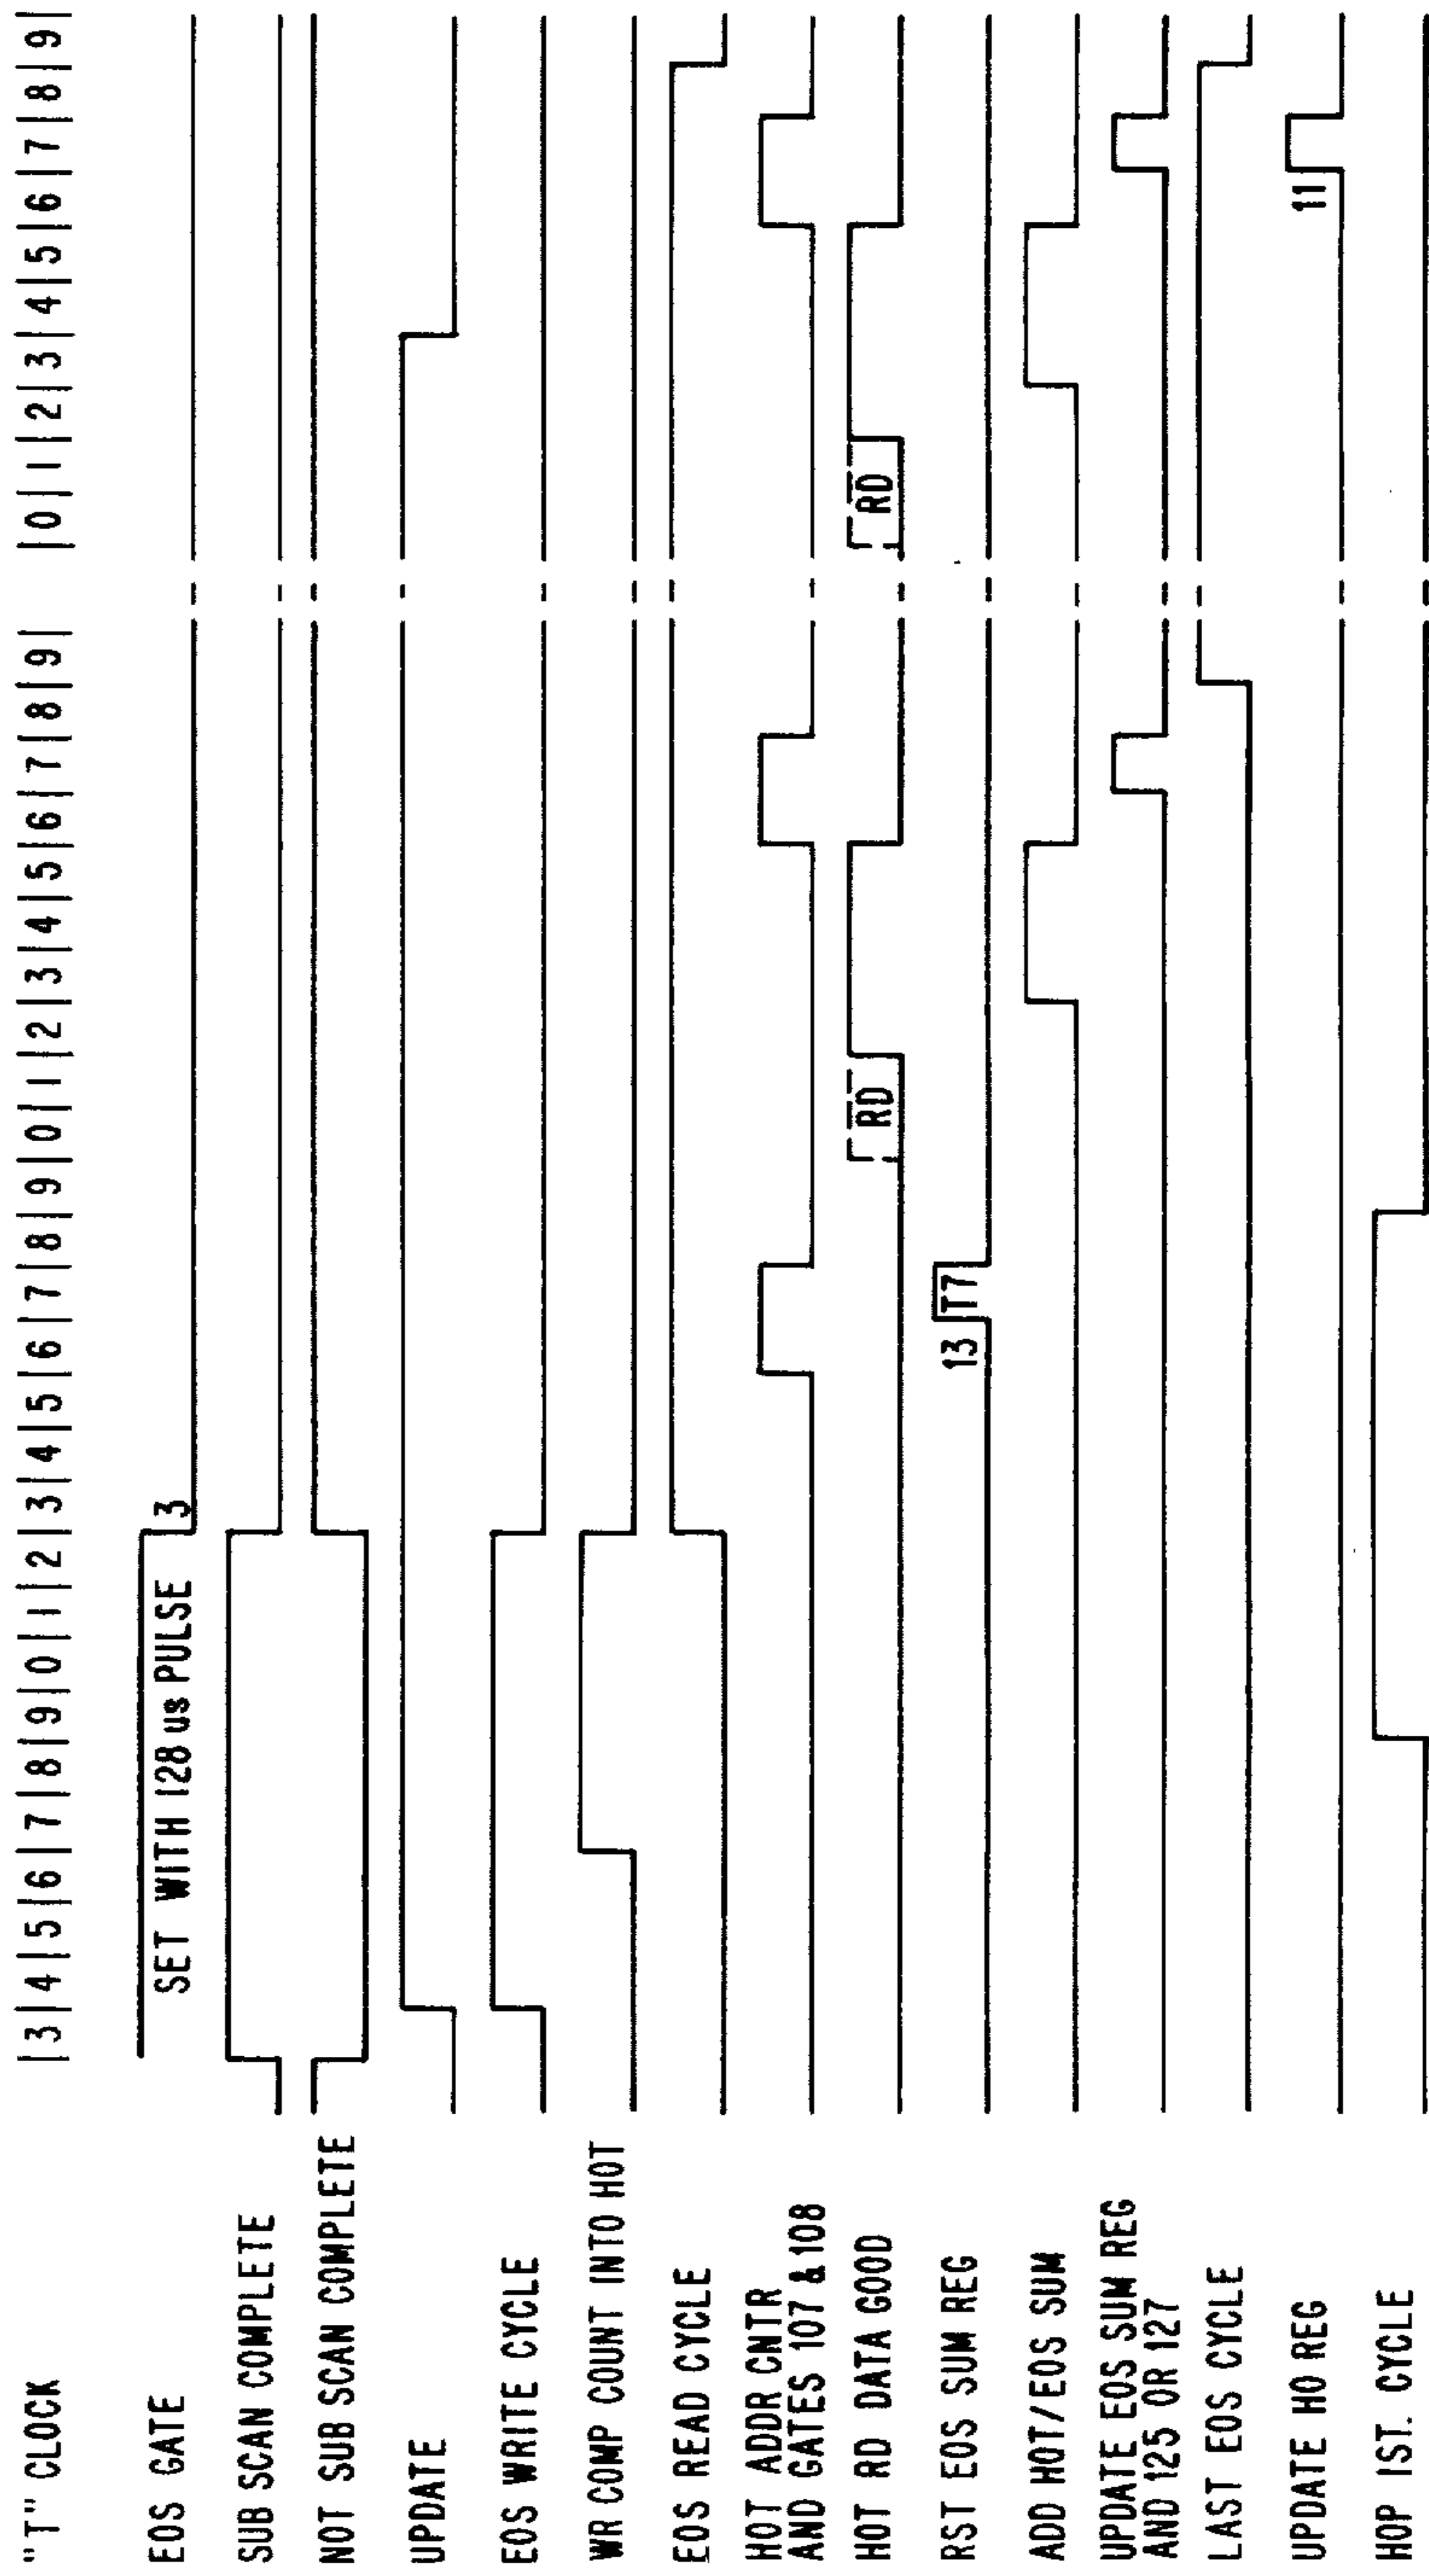 "T" CLOCK |3|4|5|6|7|8|9|0|1|2|3|4|5|6|7|8|9|0|1|2|3|4|5|6|7|8|9| |0|1|2|3|4|5|6|7|8|9|
EOS GATE SET WITH 128 us PULSE 3
SUB SCAN COMPLETE
NOT SUB SCAN COMPLETE
UPDATE
EOS WRITE CYCLE
WR COMP COUNT INTO HOT
EOS READ CYCLE
HOT ADDR CNTR
AND GATES 107 & 108
HOT RD DATA GOOD RD RD
RST EOS SUM REG 13 T7
ADD HOT/EOS SUM
UPDATE EOS SUM REG
AND 125 OR 127
LAST EOS CYCLE
UPDATE HO REG 11
HOP IST. CYCLE